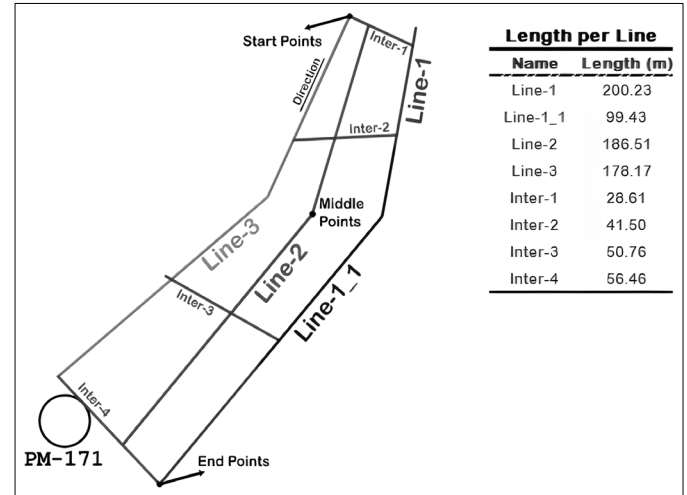 Start Points
Inter-1
Direction
Line-1
Inter-2
Middle
Points
Line-3
Line-2
Inter-3
Line-1_1
Inter-4
PM-171
End Points
Length per Line
Name Length (m)
Line-1 200.23
Line-1_1 99.43
Line-2 186.51
Line-3 178.17
Inter-1 28.61
Inter-2 41.50
Inter-3 50.76
Inter-4 56.46